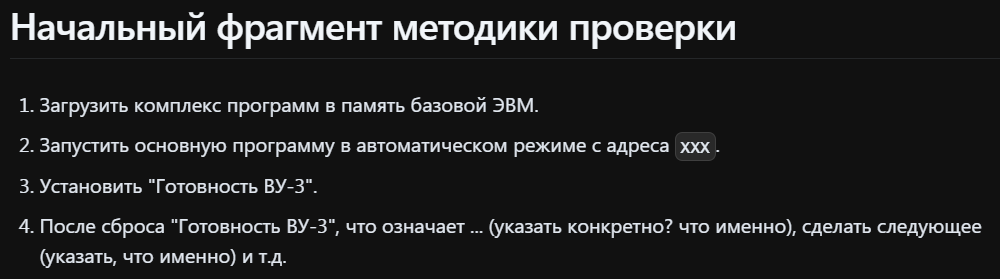 Начальный фрагмент методики проверки
1. Загрузить комплекс программ в память базовой ЭВМ.
2. Запустить основную программу в автоматическом режиме с адреса xxx.
3. Установить "Готовность ВУ-3".
4. После сброса "Готовность ВУ-3", что означает ... (указать конкретно? что именно), сделать следующее
(указать, что именно) и т.д.